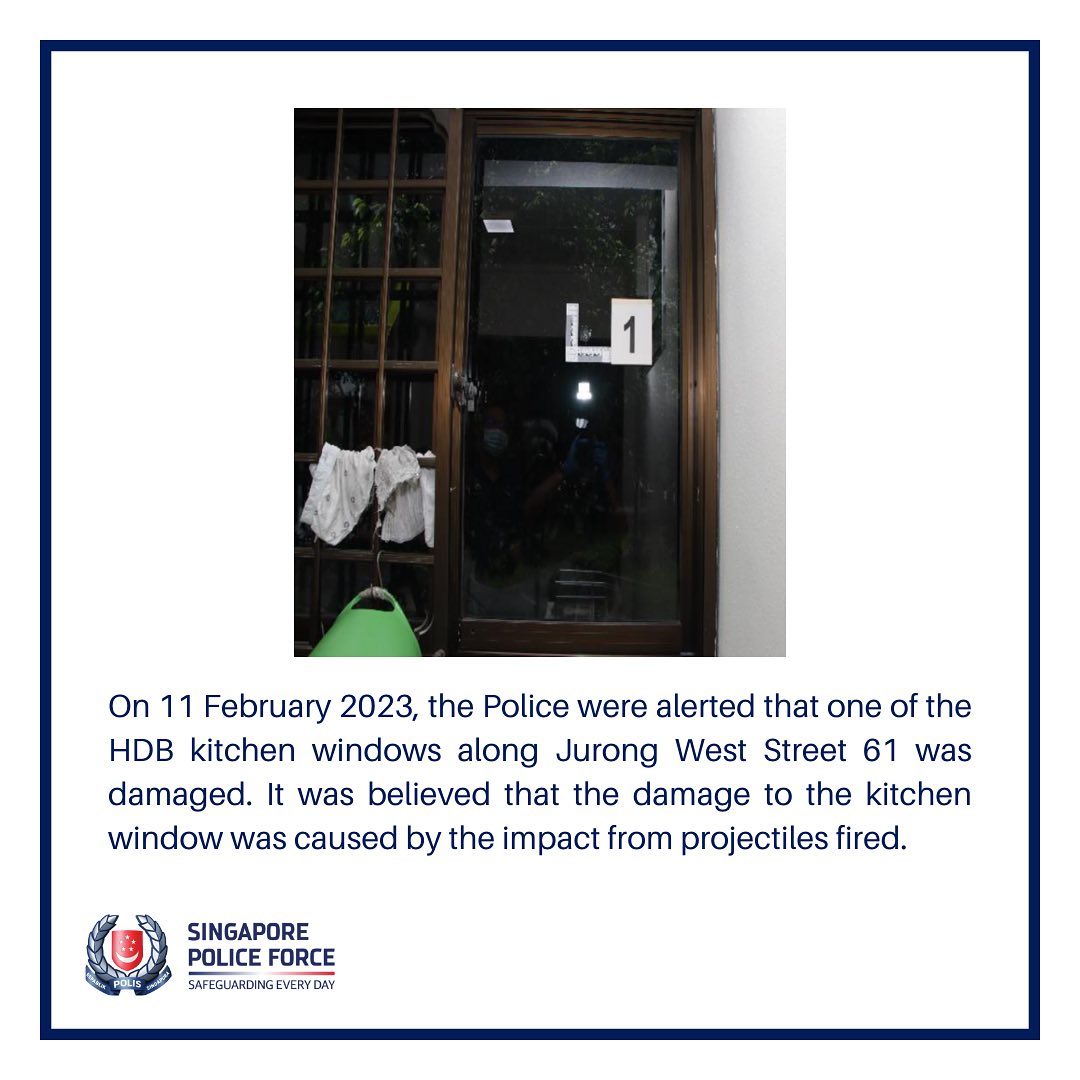 1
On 11 February 2023, the Police were alerted that one of the
HDB kitchen windows along Jurong West Street 61 was
damaged. It was believed that the damage to the kitchen
window was caused by the impact from projectiles fired.
SINGAPORE
POLICE FORCE
SAFEGUARDING EVERY DAY
REPUBLIK POLIS SINGAPURA